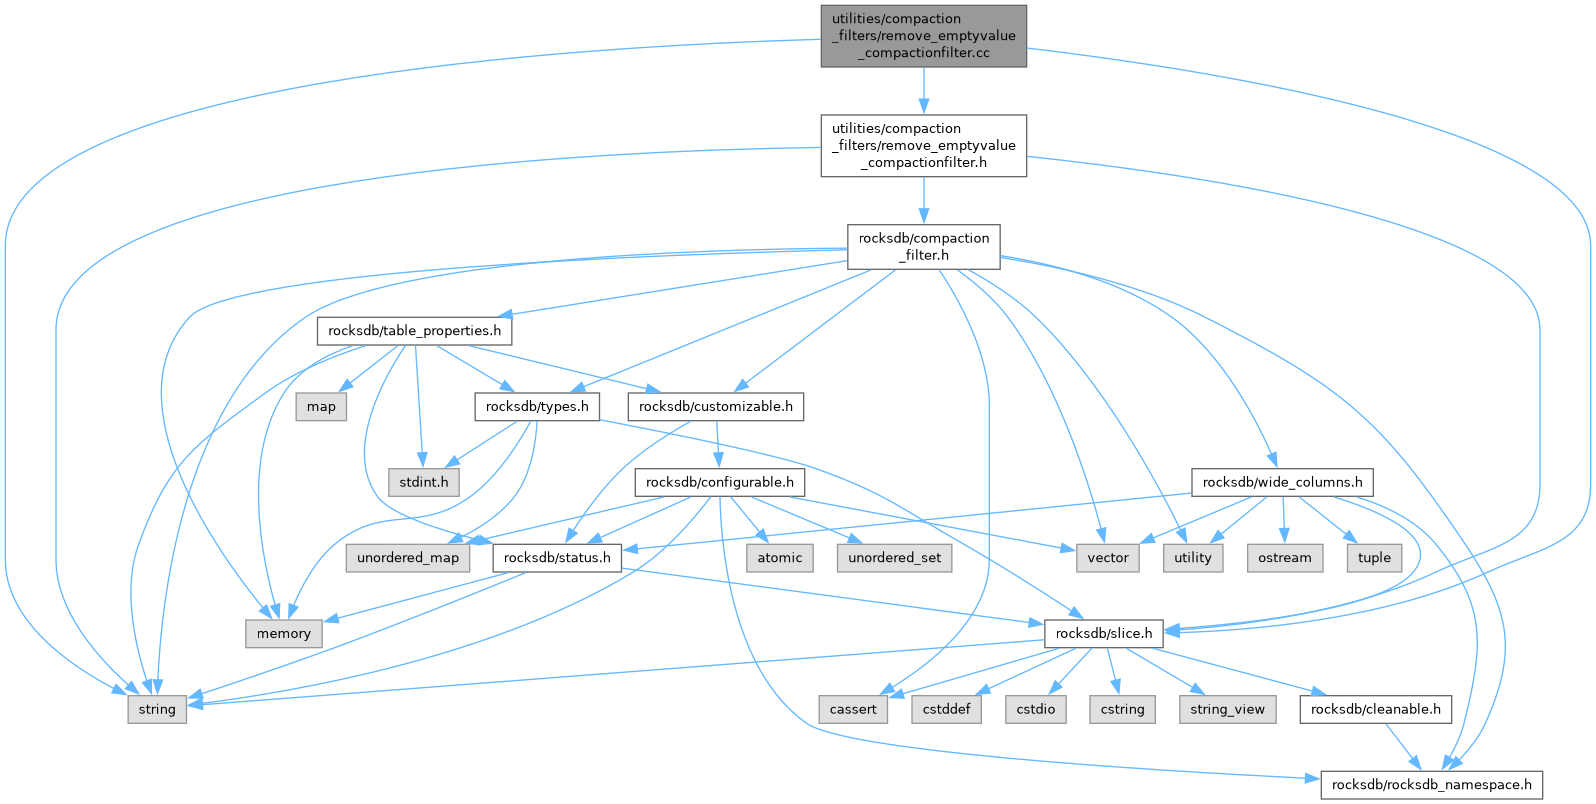 utilities/compaction
_filters/remove_emptyvalue
_compactionfilter.cc
utilities/compaction
_filters/remove_emptyvalue
_compactionfilter.h
rocksdb/compaction
_filter.h
rocksdb/table_properties.h
map
rocksdb/types.h
rocksdb/customizable.h
stdint.h
rocksdb/configurable.h
rocksdb/wide_columns.h
unordered_map
rocksdb/status.h
atomic
unordered_set
vector
utility
ostream
tuple
memory
rocksdb/slice.h
string
cassert
cstddef
cstdio
cstring
string_view
rocksdb/cleanable.h
rocksdb/rocksdb_namespace.h